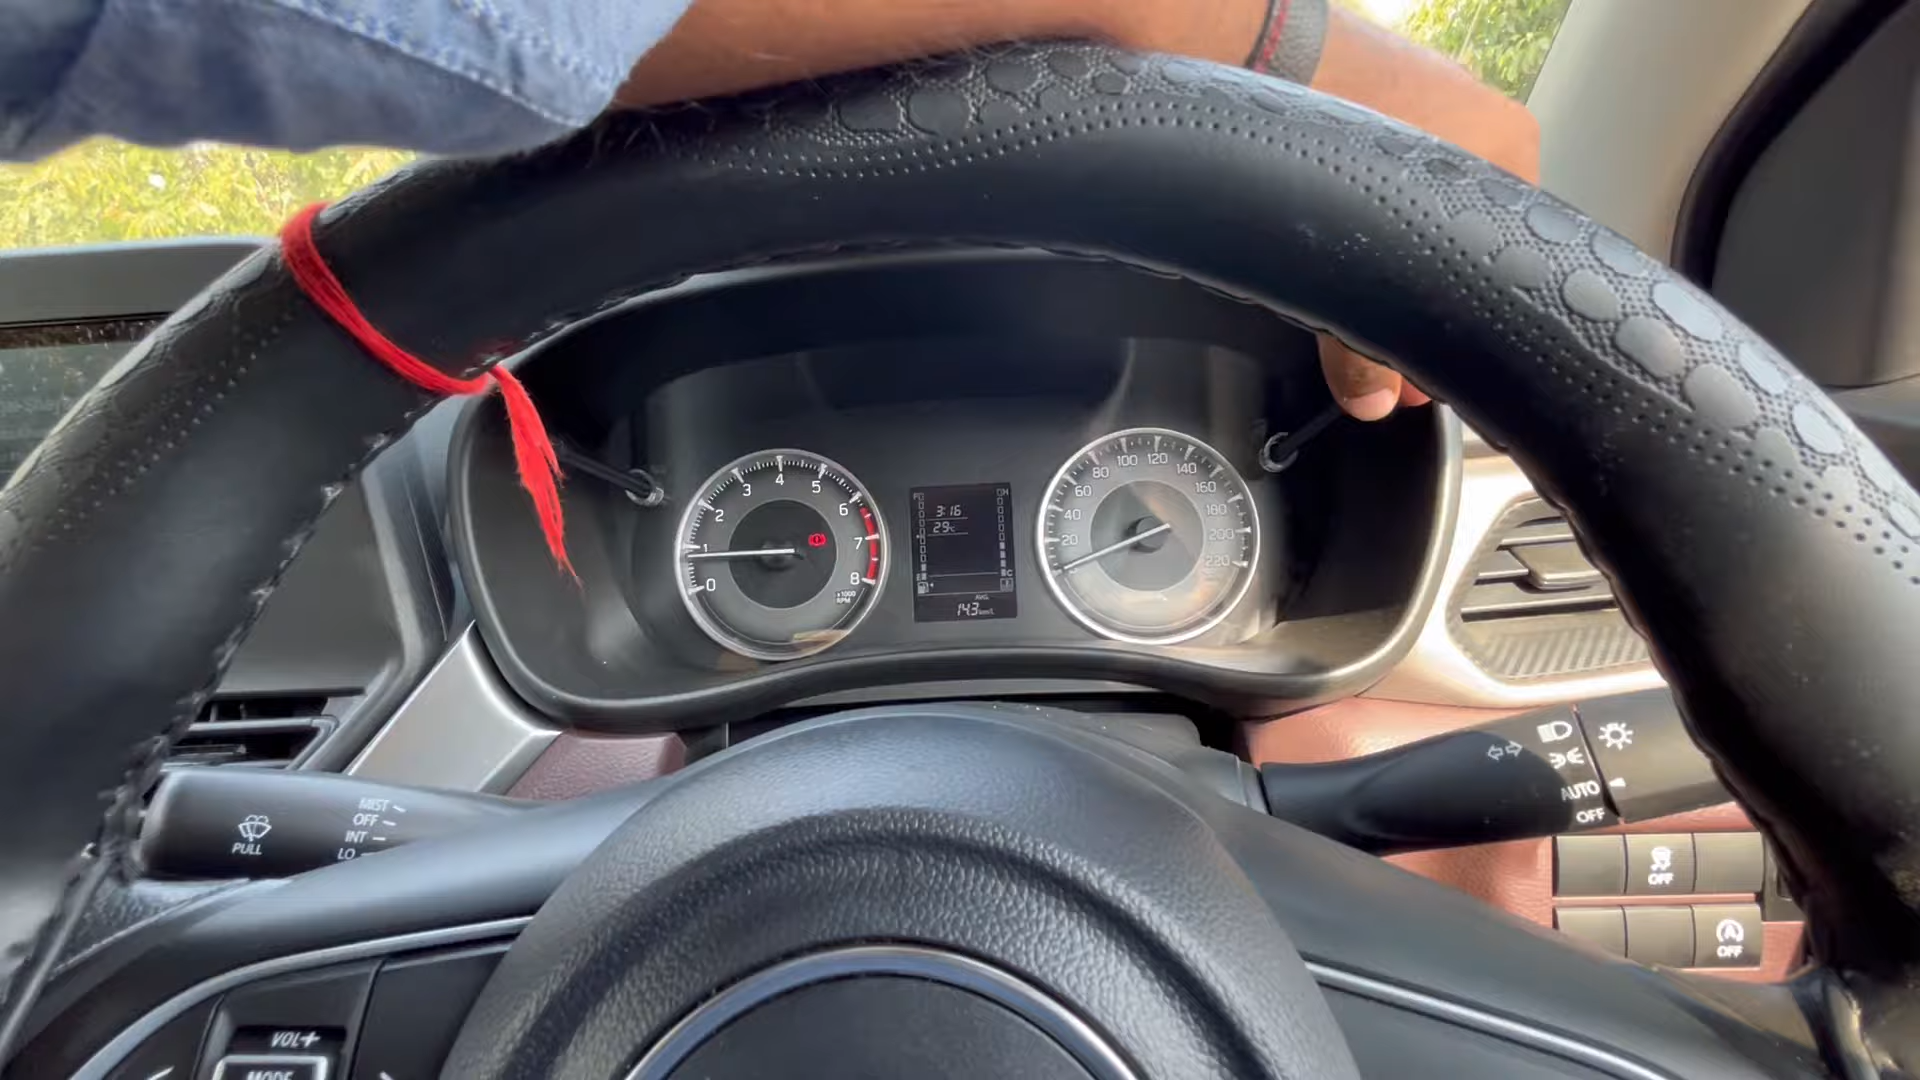 0 1 2 3 4 5 6 7 8
x1000
RPM
F H
3:16
29°C
E C
AVG.
14.3 km/L
20 40 60 80 100 120 140 160 180 200 220
PULL
MIST
OFF
INT
LO
AUTO
OFF
OFF
OFF
VOL+
MODE